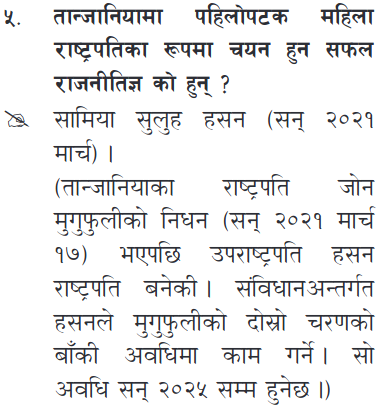 ५. तान्जानियामा पहिलोपटक महिला
राष्ट्रपतिका रूपमा चयन हुन सफल
राजनीतिज्ञ को हुन् ?
सामिया सुलुह हसन (सन् २०२१
मार्च) ।
(तान्जानियाका राष्ट्रपति जोन
मुगुफुलीको निधन (सन् २०२१ मार्च
१७) भएपछि उपराष्ट्रपति हसन
राष्ट्रपति बनेकी । संविधानअन्तर्गत
हसनले मुगुफुलीको दोस्रो चरणको
बाँकी अवधिमा काम गर्ने । सो
अवधि सन् २०२५ सम्म हुनेछ ।)